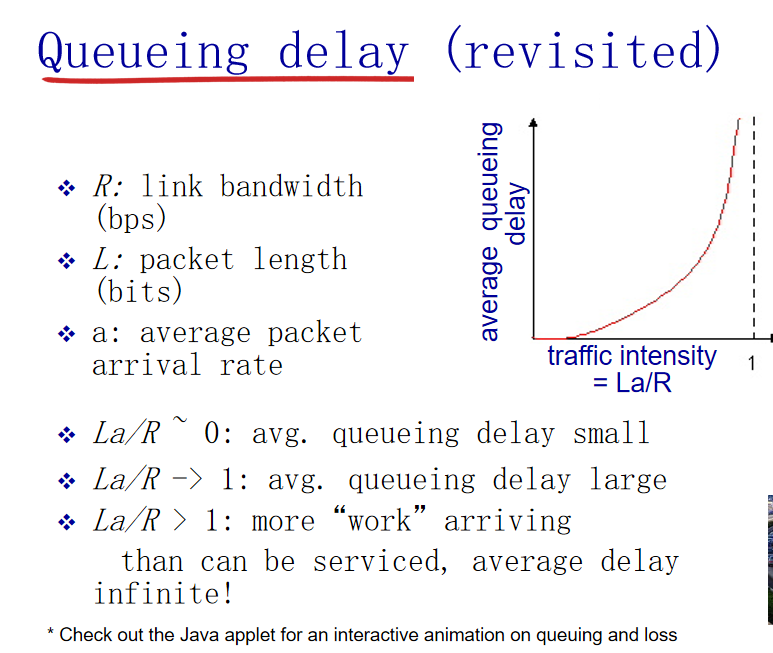 Queueing delay (revisited)
R: link bandwidth
(bps)
L: packet length
(bits)
a: average packet
arrival rate
average queueing
delay
traffic intensity
= La/R
1
La/R ~ 0: avg. queueing delay small
La/R -> 1: avg. queueing delay large
La/R > 1: more “work” arriving
than can be serviced, average delay
infinite!
* Check out the Java applet for an interactive animation on queuing and loss